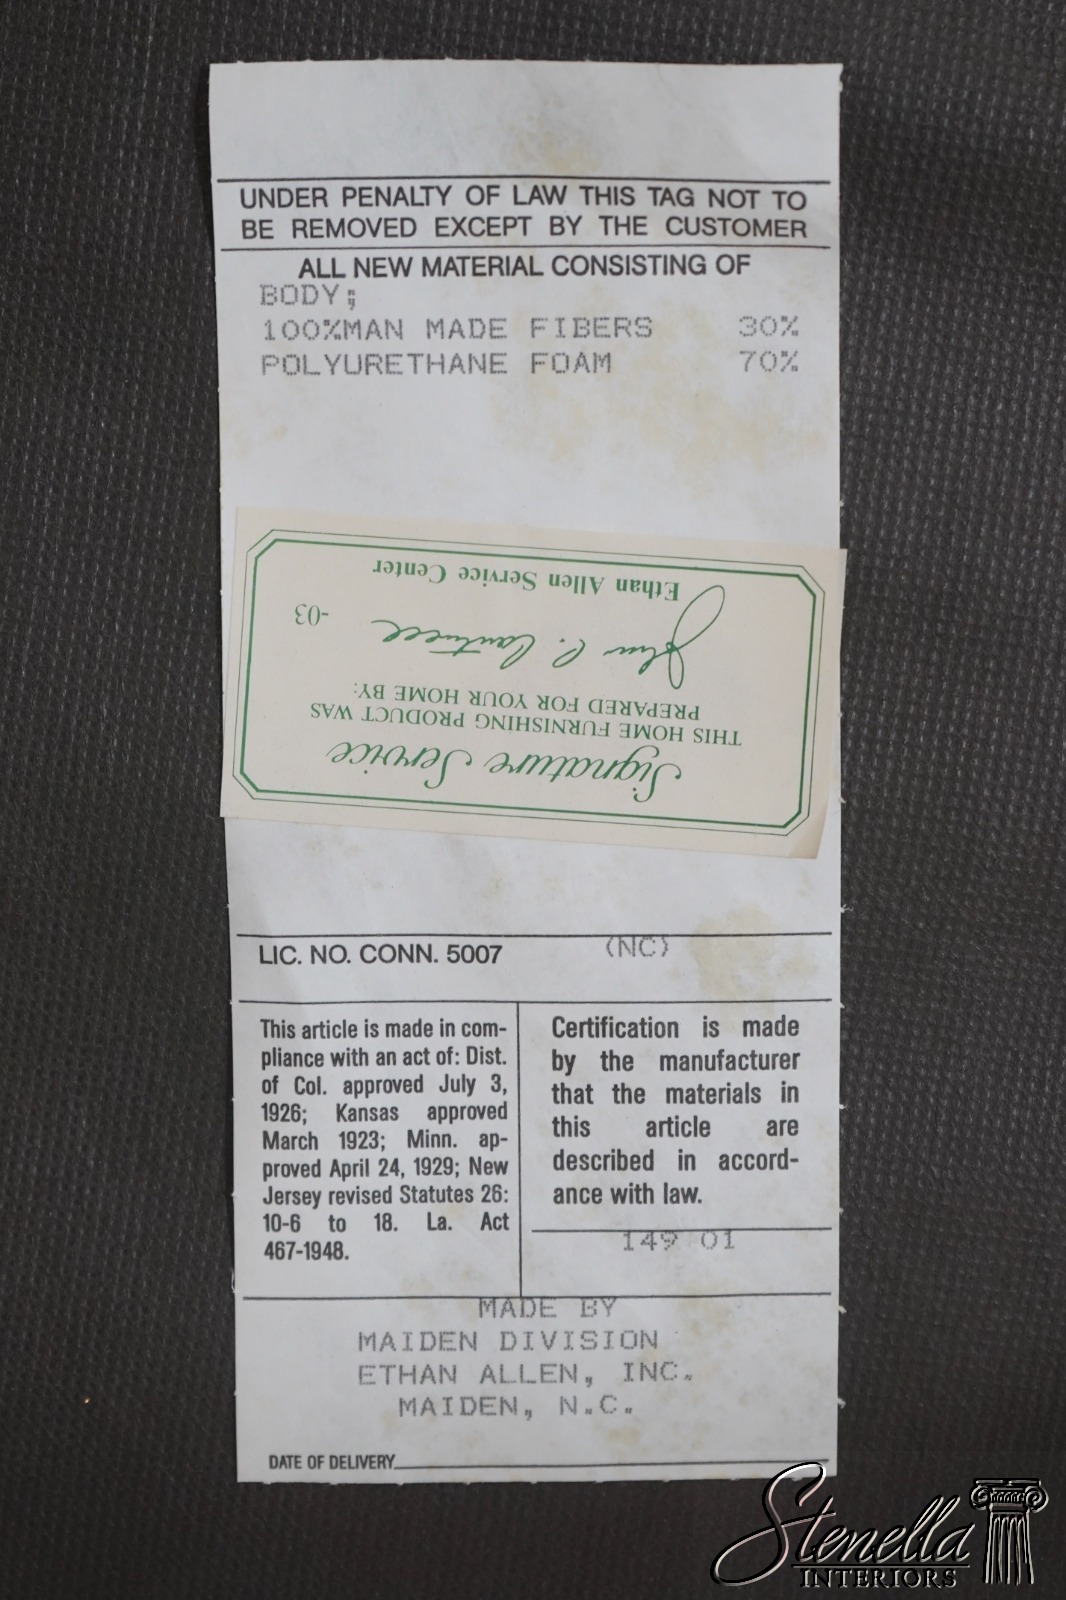 UNDER PENALTY OF LAW THIS TAG NOT TO
BE REMOVED EXCEPT BY THE CUSTOMER
ALL NEW MATERIAL CONSISTING OF
BODY;
100%MAN MADE FIBERS 30%
POLYURETHANE FOAM 70%
Signature Service
THIS HOME FURNISHING PRODUCT WAS
PREPARED FOR YOUR HOME BY:
John C. Cantwell -03
Ethan Allen Service Center
LIC. NO. CONN. 5007 (NC)
This article is made in com-
pliance with an act of: Dist.
of Col. approved July 3,
1926; Kansas approved
March 1923; Minn. ap-
proved April 24, 1929; New
Jersey revised Statutes 26:
10-6 to 18. La. Act
467-1948.
Certification is made
by the manufacturer
that the materials in
this article are
described in accord-
ance with law.
149 01
MADE BY
MAIDEN DIVISION
ETHAN ALLEN, INC.
MAIDEN, N.C.
DATE OF DELIVERY
Stenella
INTERIORS